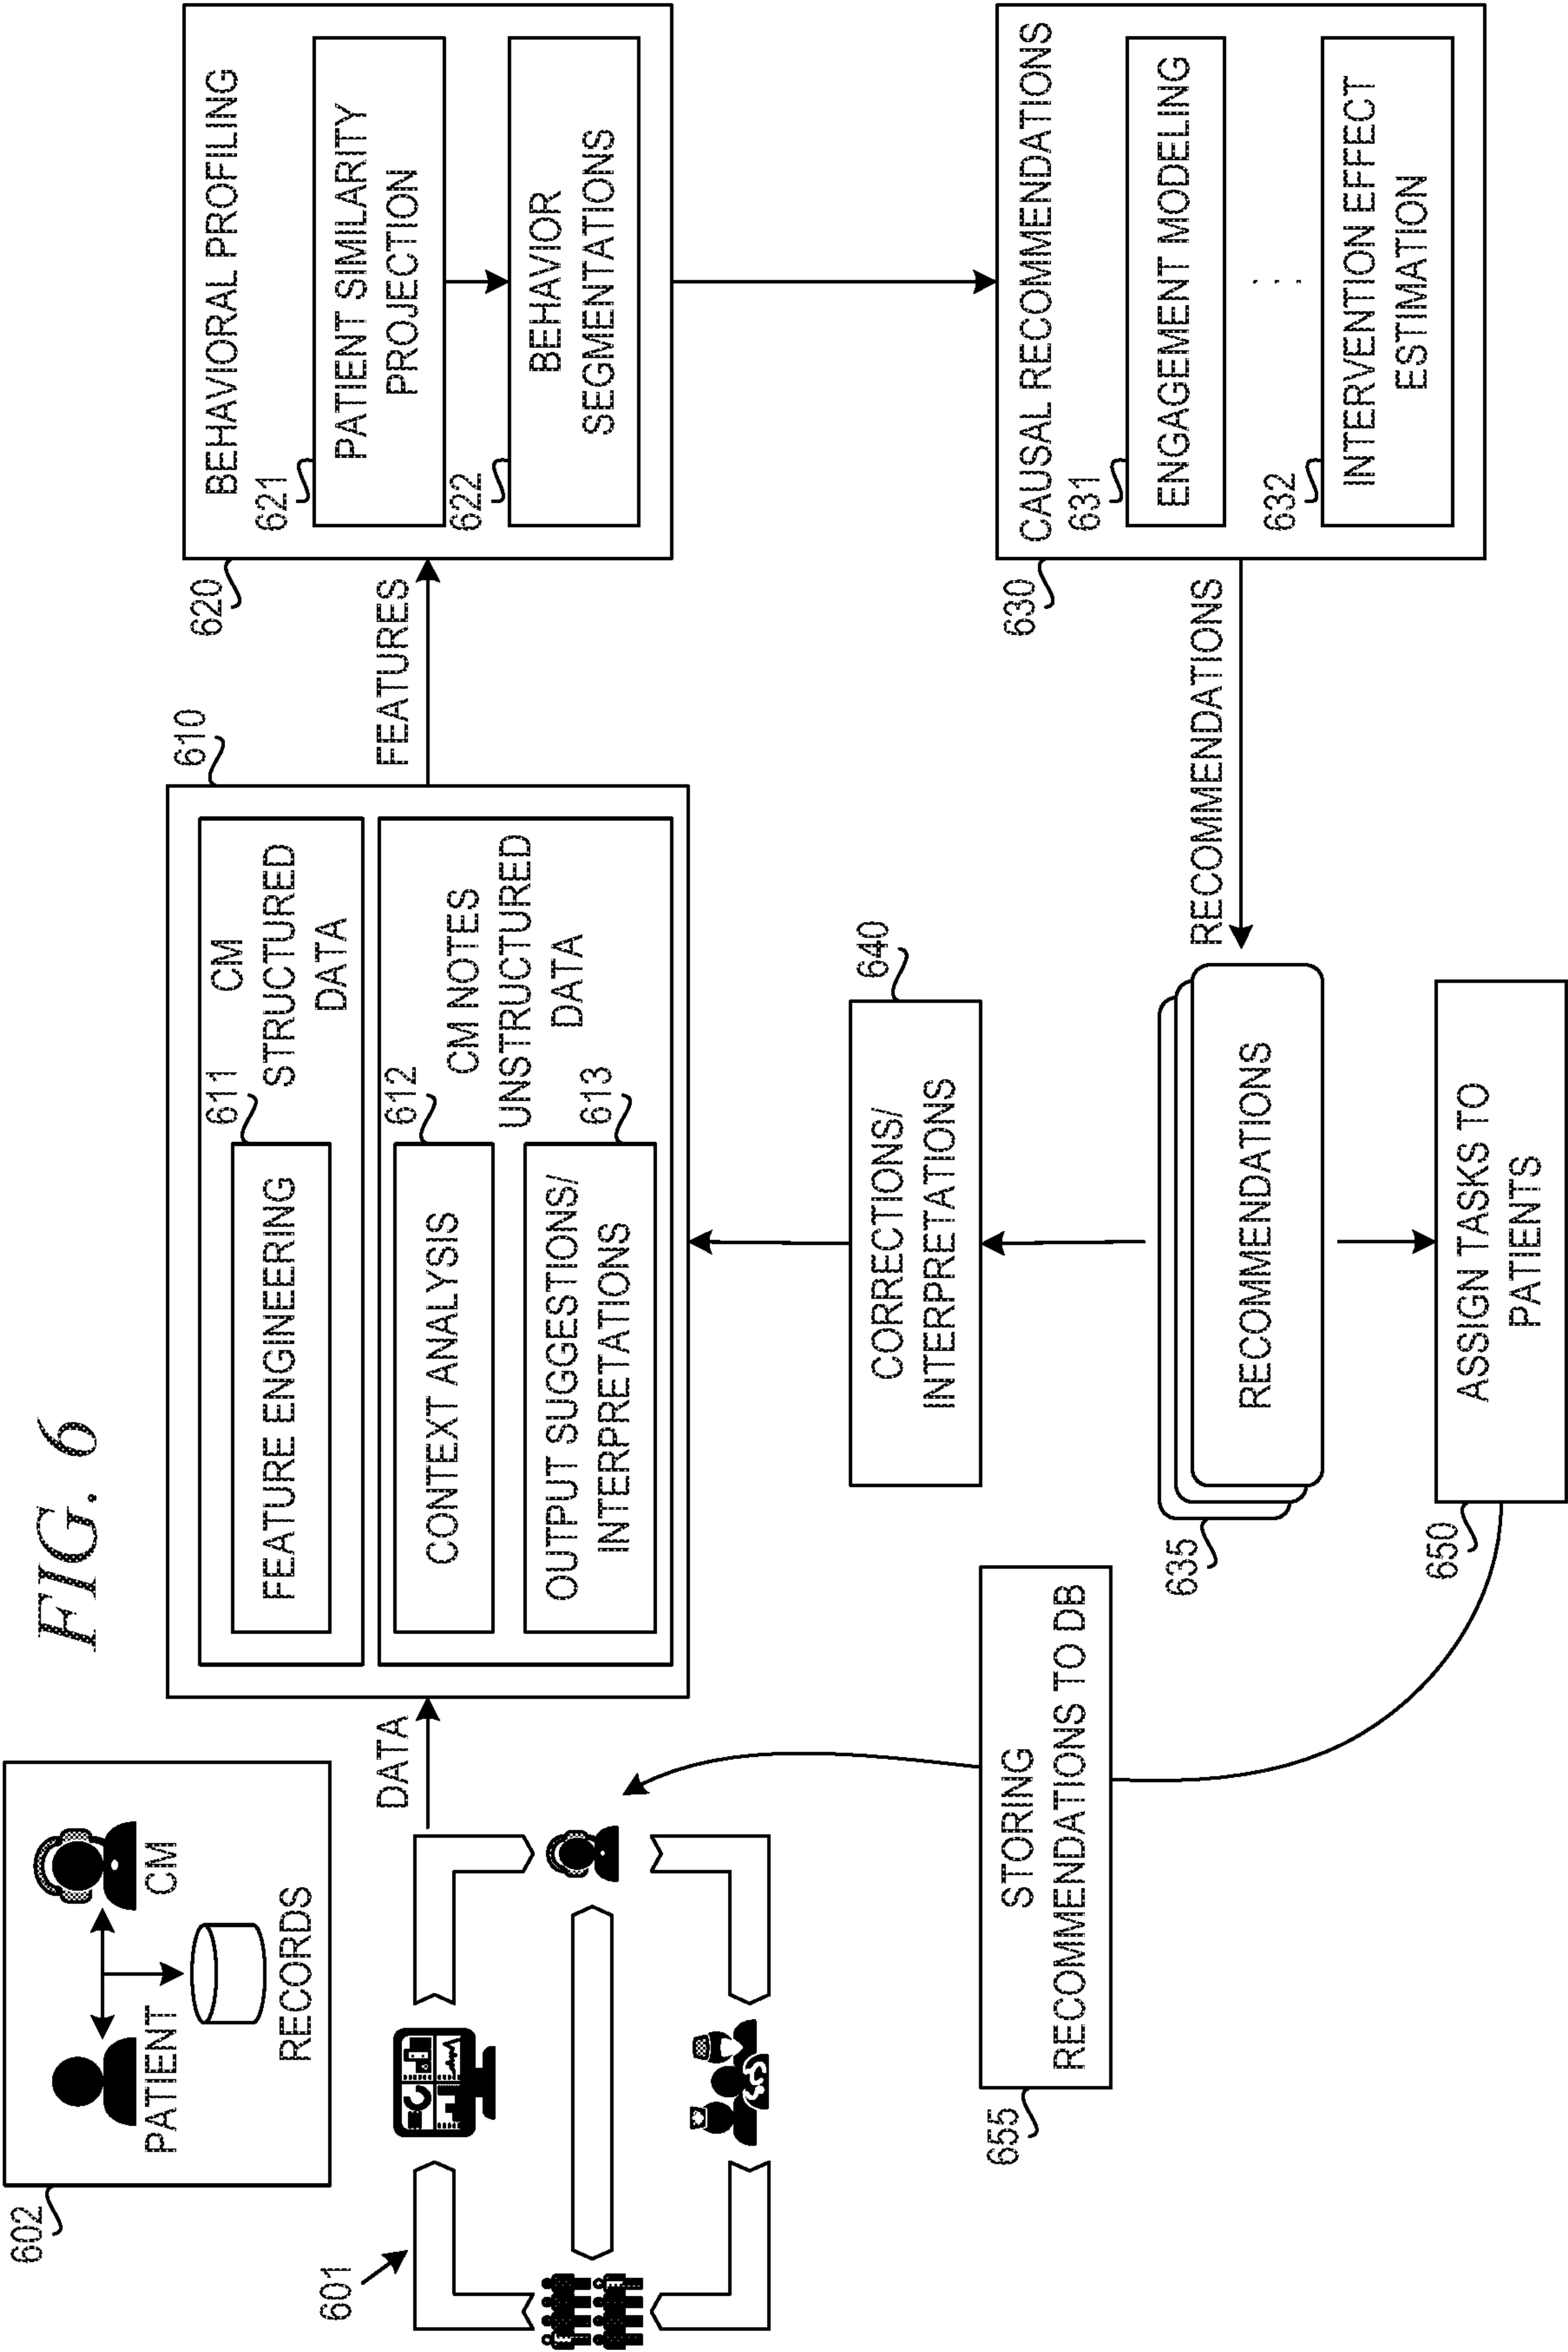 FIG. 6
602
PATIENT
CM
RECORDS
601
DATA
610
611
FEATURE ENGINEERING
CM
STRUCTURED
DATA
612
CONTEXT ANALYSIS
CM NOTES
UNSTRUCTURED
DATA
613
OUTPUT SUGGESTIONS/
INTERPRETATIONS
FEATURES
620
BEHAVIORAL PROFILING
621
PATIENT SIMILARITY
PROJECTION
622
BEHAVIOR
SEGMENTATIONS
630
CAUSAL RECOMMENDATIONS
631
ENGAGEMENT MODELING
632
INTERVENTION EFFECT
ESTIMATION
RECOMMENDATIONS
640
CORRECTIONS/
INTERPRETATIONS
635
RECOMMENDATIONS
650
ASSIGN TASKS TO
PATIENTS
655
STORING
RECOMMENDATIONS TO DB